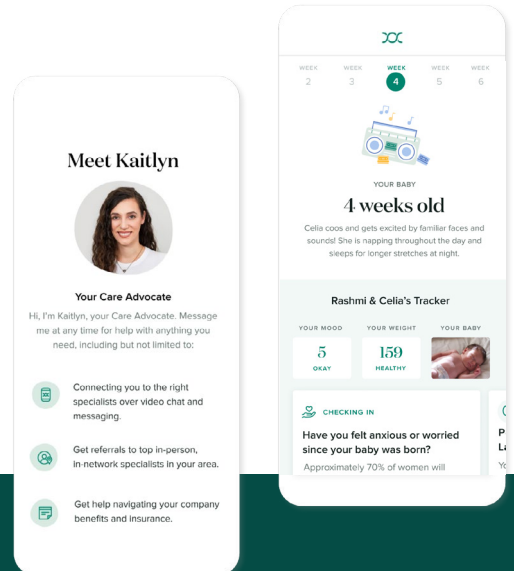 Meet Kaitlyn
Your Care Advocate
Hi, I'm Kaitlyn, your Care Advocate. Message
me at any time for help with anything you
need, including but not limited to:
Connecting you to the right
specialists over video chat and
messaging.
Get referrals to top in-person,
in-network specialists in your area.
Get help navigating your company
benefits and insurance.
WEEK WEEK WEEK WEEK WEEK
2 3 4 5 6
YOUR BABY
4 weeks old
Celia coos and gets excited by familiar faces and
sounds! She is napping throughout the day and
sleeps for longer stretches at night.
Rashmi & Celia's Tracker
YOUR MOOD YOUR WEIGHT YOUR BABY
5 159
OKAY HEALTHY
CHECKING IN
Have you felt anxious or worried
since your baby was born?
Approximately 70% of women will